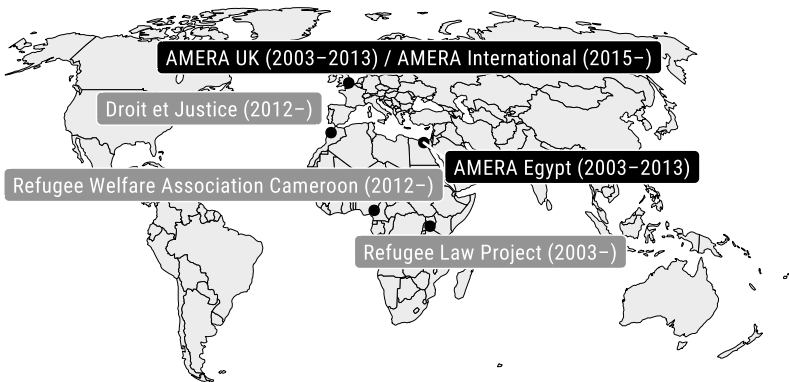 AMERA UK (2003–2013) / AMERA International (2015–)
Droit et Justice (2012–)
AMERA Egypt (2003–2013)
Refugee Welfare Association Cameroon (2012–)
Refugee Law Project (2003–)